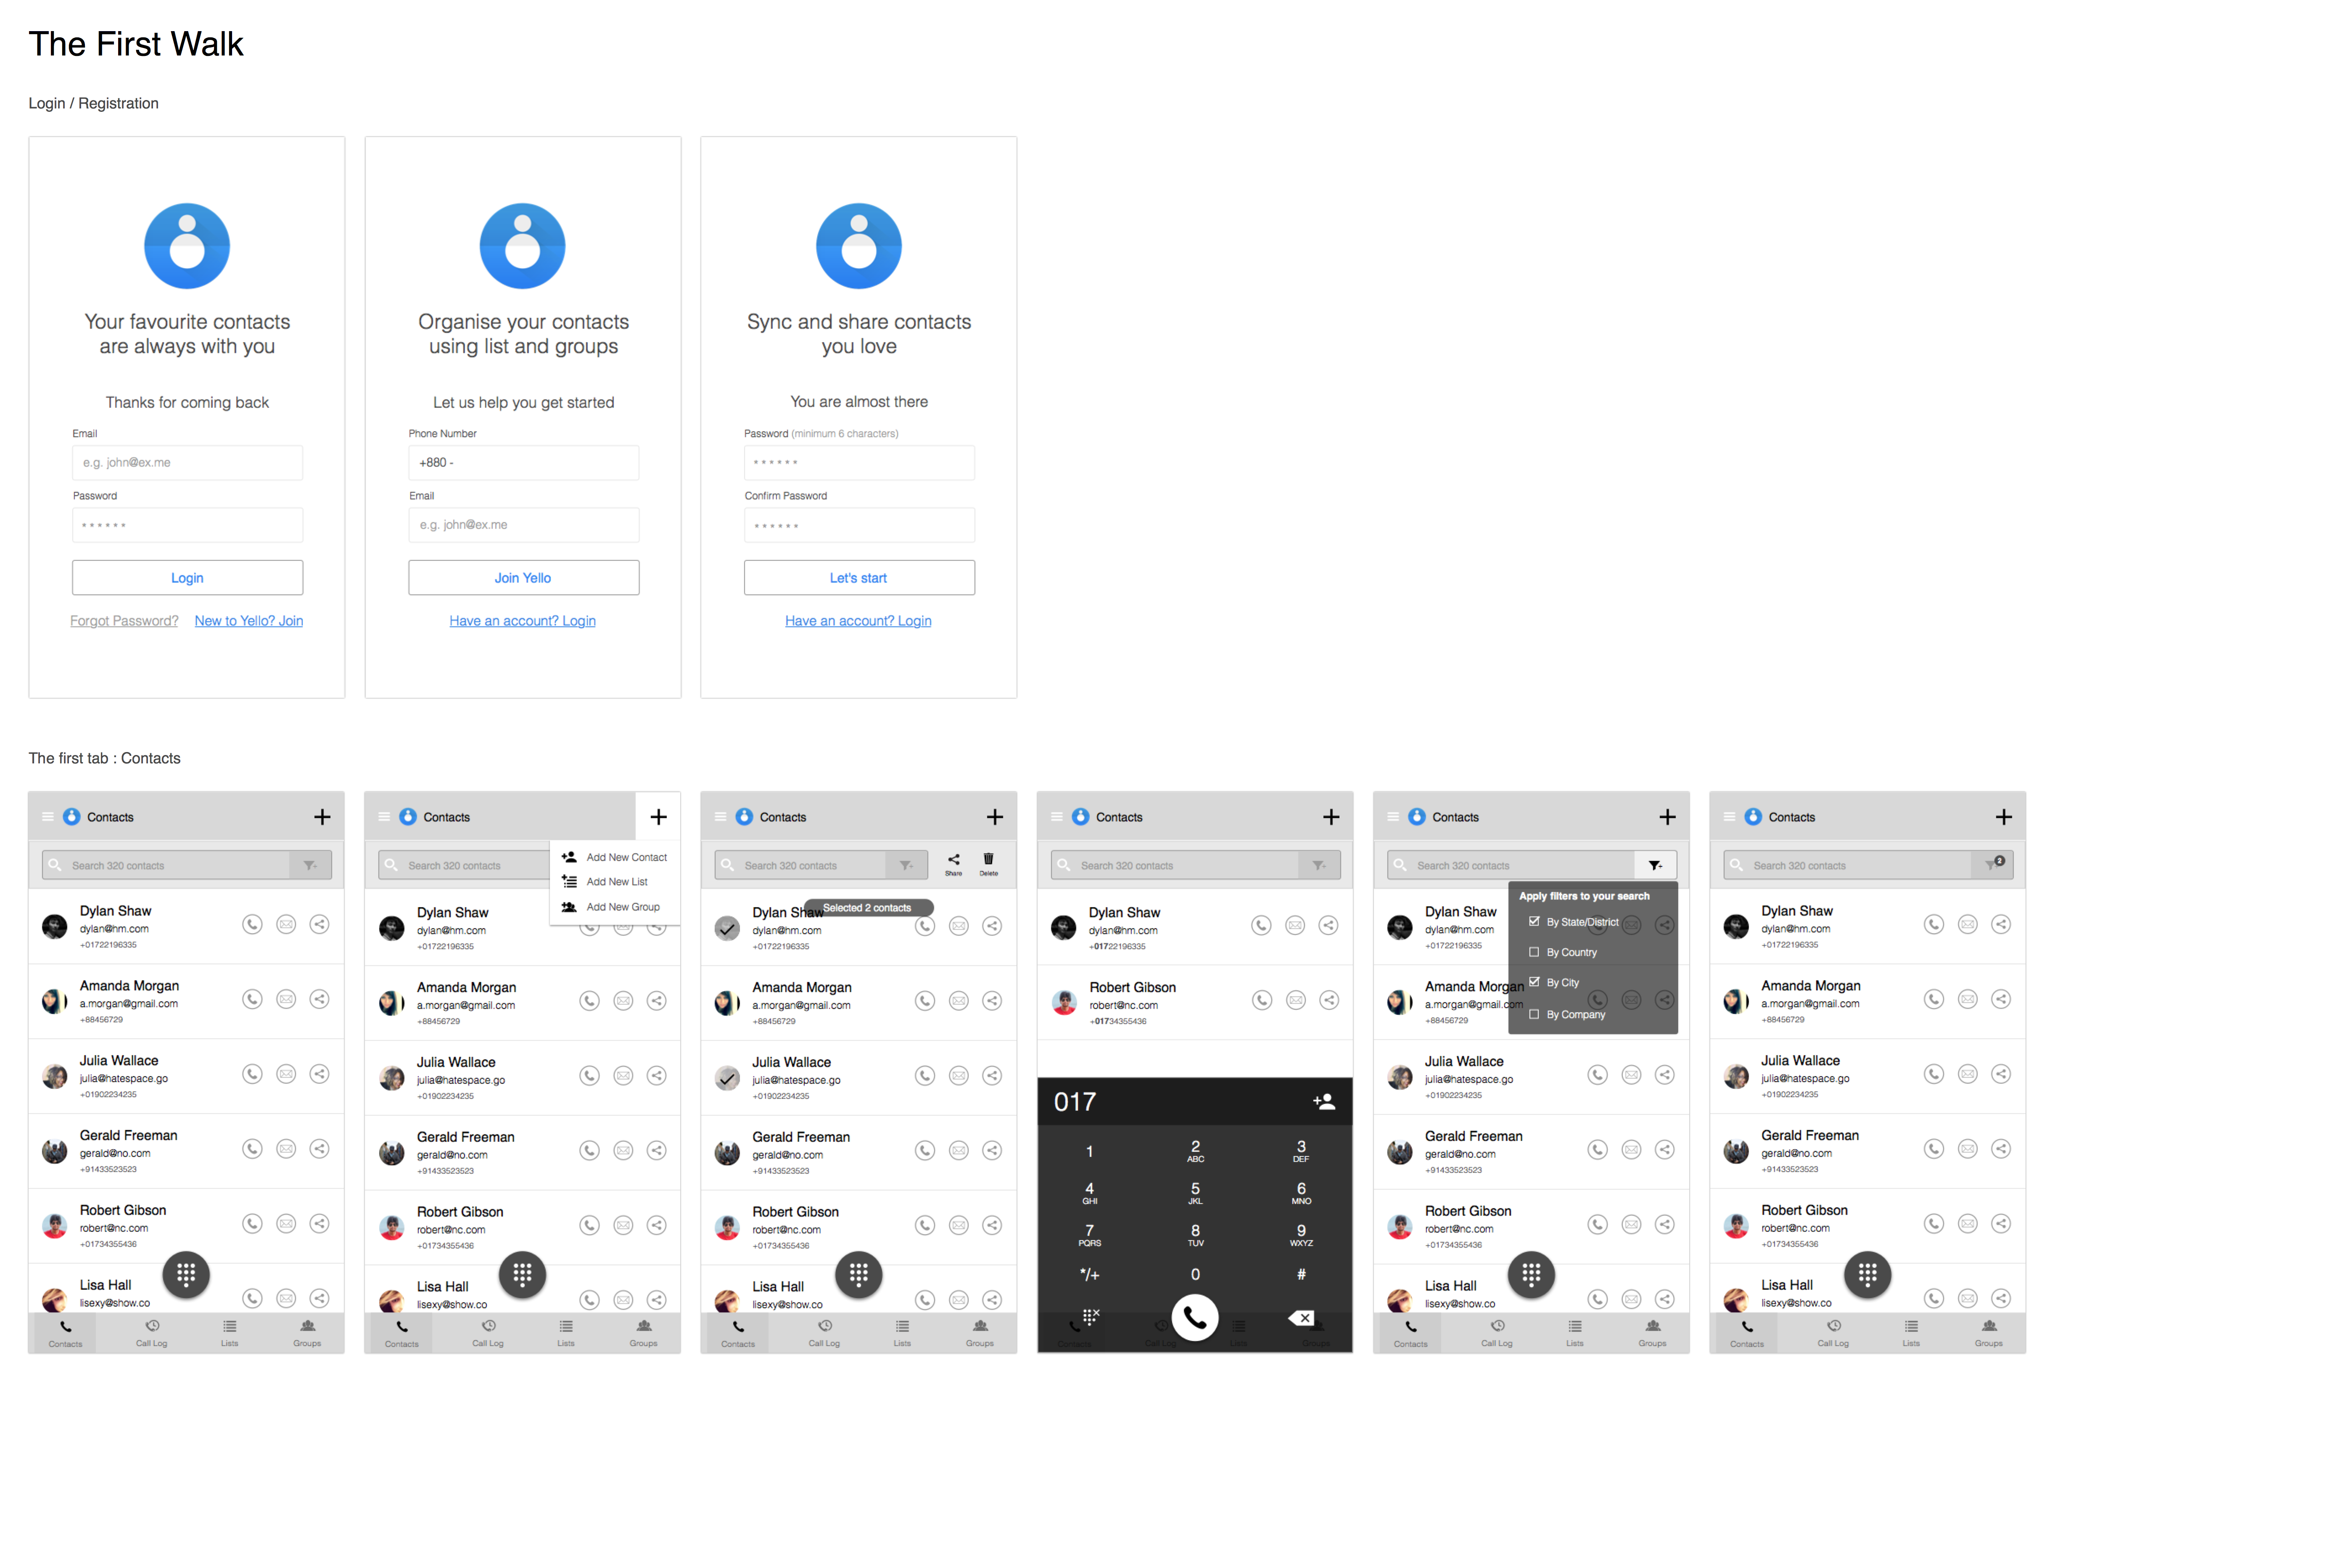 The First Walk
Login / Registration
Your favourite contacts
are always with you
Thanks for coming back
Email
e.g. john@ex.me
Password
* * * * * *
Login
Forgot Password? New to Yello? Join
Organise your contacts
using list and groups
Let us help you get started
Phone Number
+880 -
Email
e.g. john@ex.me
Join Yello
Have an account? Login
Sync and share contacts
you love
You are almost there
Password (minimum 6 characters)
* * * * * *
Confirm Password
* * * * * *
Let's start
Have an account? Login
The first tab : Contacts
Contacts
Search 320 contacts
Dylan Shaw
dylan@hm.com
+01722196335
Amanda Morgan
a.morgan@gmail.com
+88456729
Julia Wallace
julia@hatespace.go
+01902234235
Gerald Freeman
gerald@no.com
+91433523523
Robert Gibson
robert@nc.com
+01734355436
Lisa Hall
lisexy@show.co
Contacts Call Log Lists Groups
Contacts
Search 320 contacts
Add New Contact
Add New List
Add New Group
Dylan Shaw
dylan@hm.com
+01722196335
Amanda Morgan
a.morgan@gmail.com
+88456729
Julia Wallace
julia@hatespace.go
+01902234235
Gerald Freeman
gerald@no.com
+91433523523
Robert Gibson
robert@nc.com
+01734355436
Lisa Hall
lisexy@show.co
Contacts Call Log Lists Groups
Contacts
Search 320 contacts
Share Delete
Selected 2 contacts
Dylan Shaw
dylan@hm.com
+01722196335
Amanda Morgan
a.morgan@gmail.com
+88456729
Julia Wallace
julia@hatespace.go
+01902234235
Gerald Freeman
gerald@no.com
+91433523523
Robert Gibson
robert@nc.com
+01734355436
Lisa Hall
lisexy@show.co
Contacts Call Log Lists Groups
Contacts
Search 320 contacts
Dylan Shaw
dylan@hm.com
+01722196335
Robert Gibson
robert@nc.com
+01734355436
017
1 2 3
ABC DEF
4 5 6
GHI JKL MNO
7 8 9
PQRS TUV WXYZ
*/+ 0 #
Contacts Call Log Lists Groups
Contacts
Search 320 contacts
Apply filters to your search
By State/District
By Country
By City
By Company
Dylan Shaw
dylan@hm.com
+01722196335
Amanda Morgan
a.morgan@gmail.com
+88456729
Julia Wallace
julia@hatespace.go
+01902234235
Gerald Freeman
gerald@no.com
+91433523523
Robert Gibson
robert@nc.com
+01734355436
Lisa Hall
lisexy@show.co
Contacts Call Log Lists Groups
Contacts
Search 320 contacts
2
Dylan Shaw
dylan@hm.com
+01722196335
Amanda Morgan
a.morgan@gmail.com
+88456729
Julia Wallace
julia@hatespace.go
+01902234235
Gerald Freeman
gerald@no.com
+91433523523
Robert Gibson
robert@nc.com
+01734355436
Lisa Hall
lisexy@show.co
Contacts Call Log Lists Groups